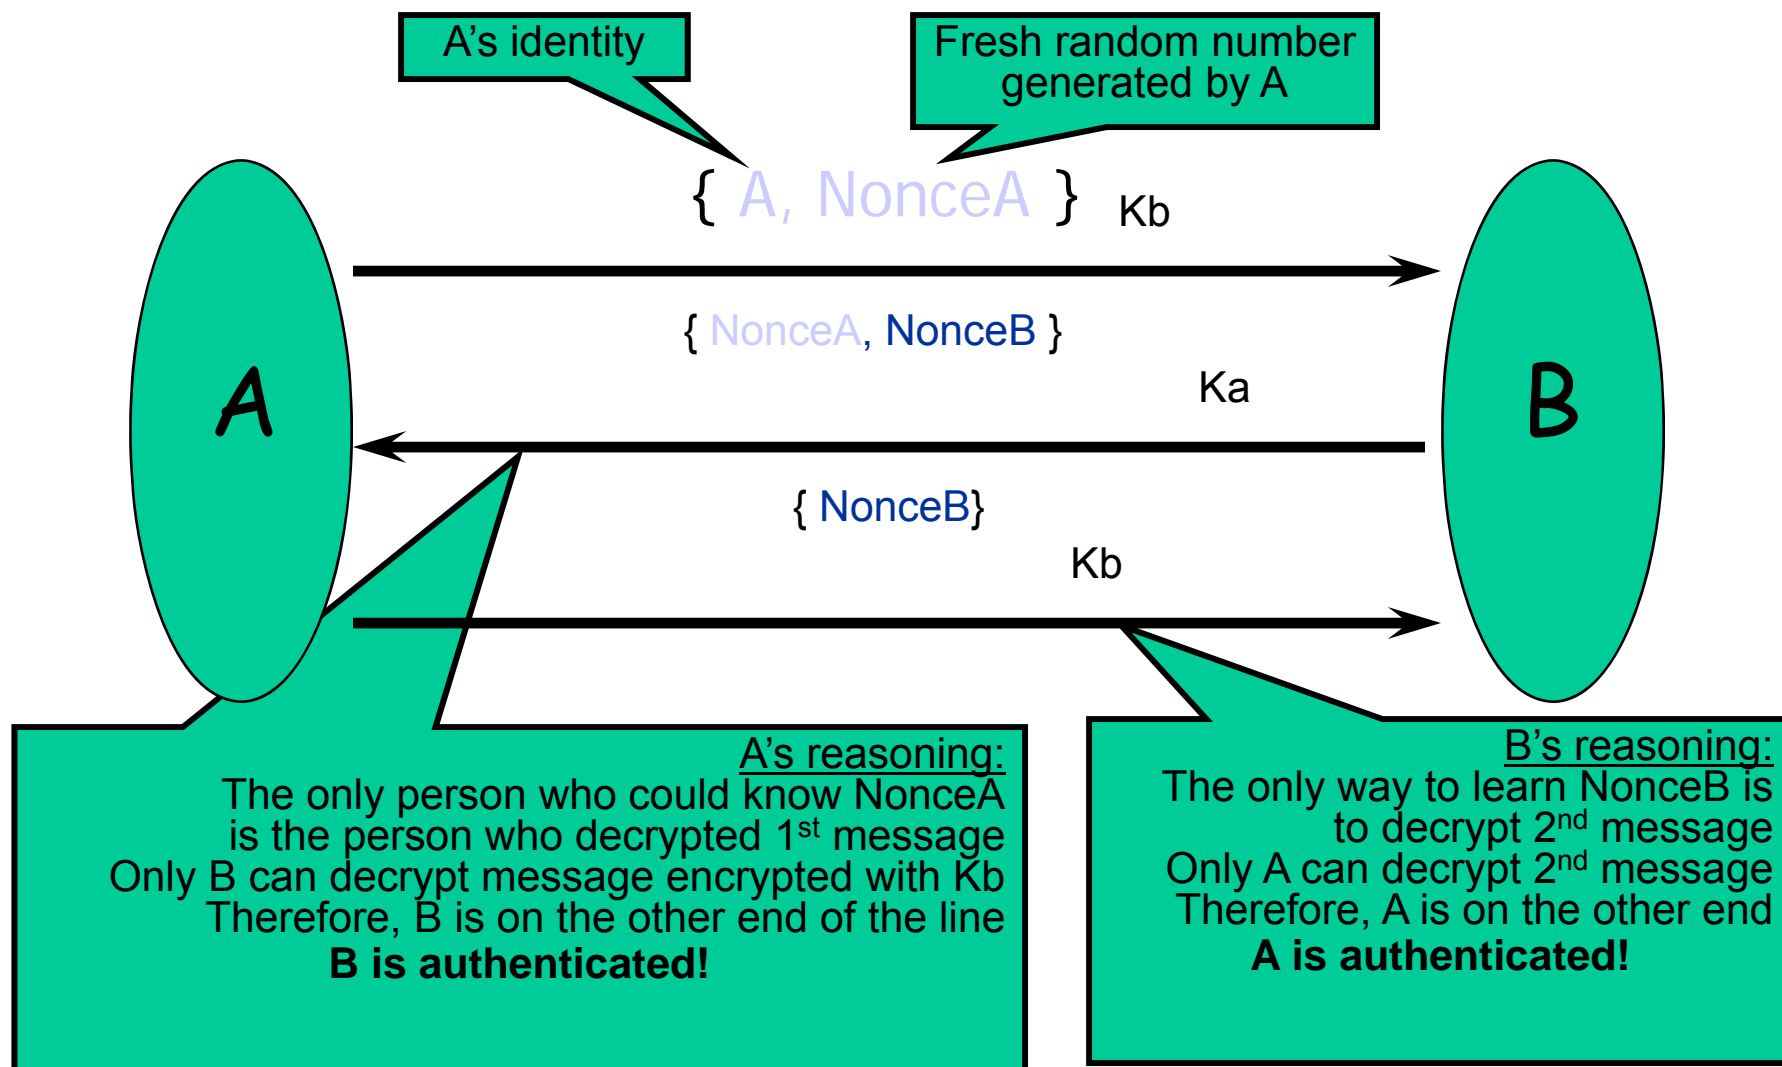 A's identity
Fresh random number
generated by A
{ A, NonceA } Kb
{ NonceA, NonceB }
Ka
A
B
{ NonceB}
Kb
A's reasoning:
The only person who could know NonceA
is the person who decrypted 1st message
Only B can decrypt message encrypted with Kb
Therefore, B is on the other end of the line
B is authenticated!
B's reasoning:
The only way to learn NonceB is
to decrypt 2nd message
Only A can decrypt 2nd message
Therefore, A is on the other end
A is authenticated!